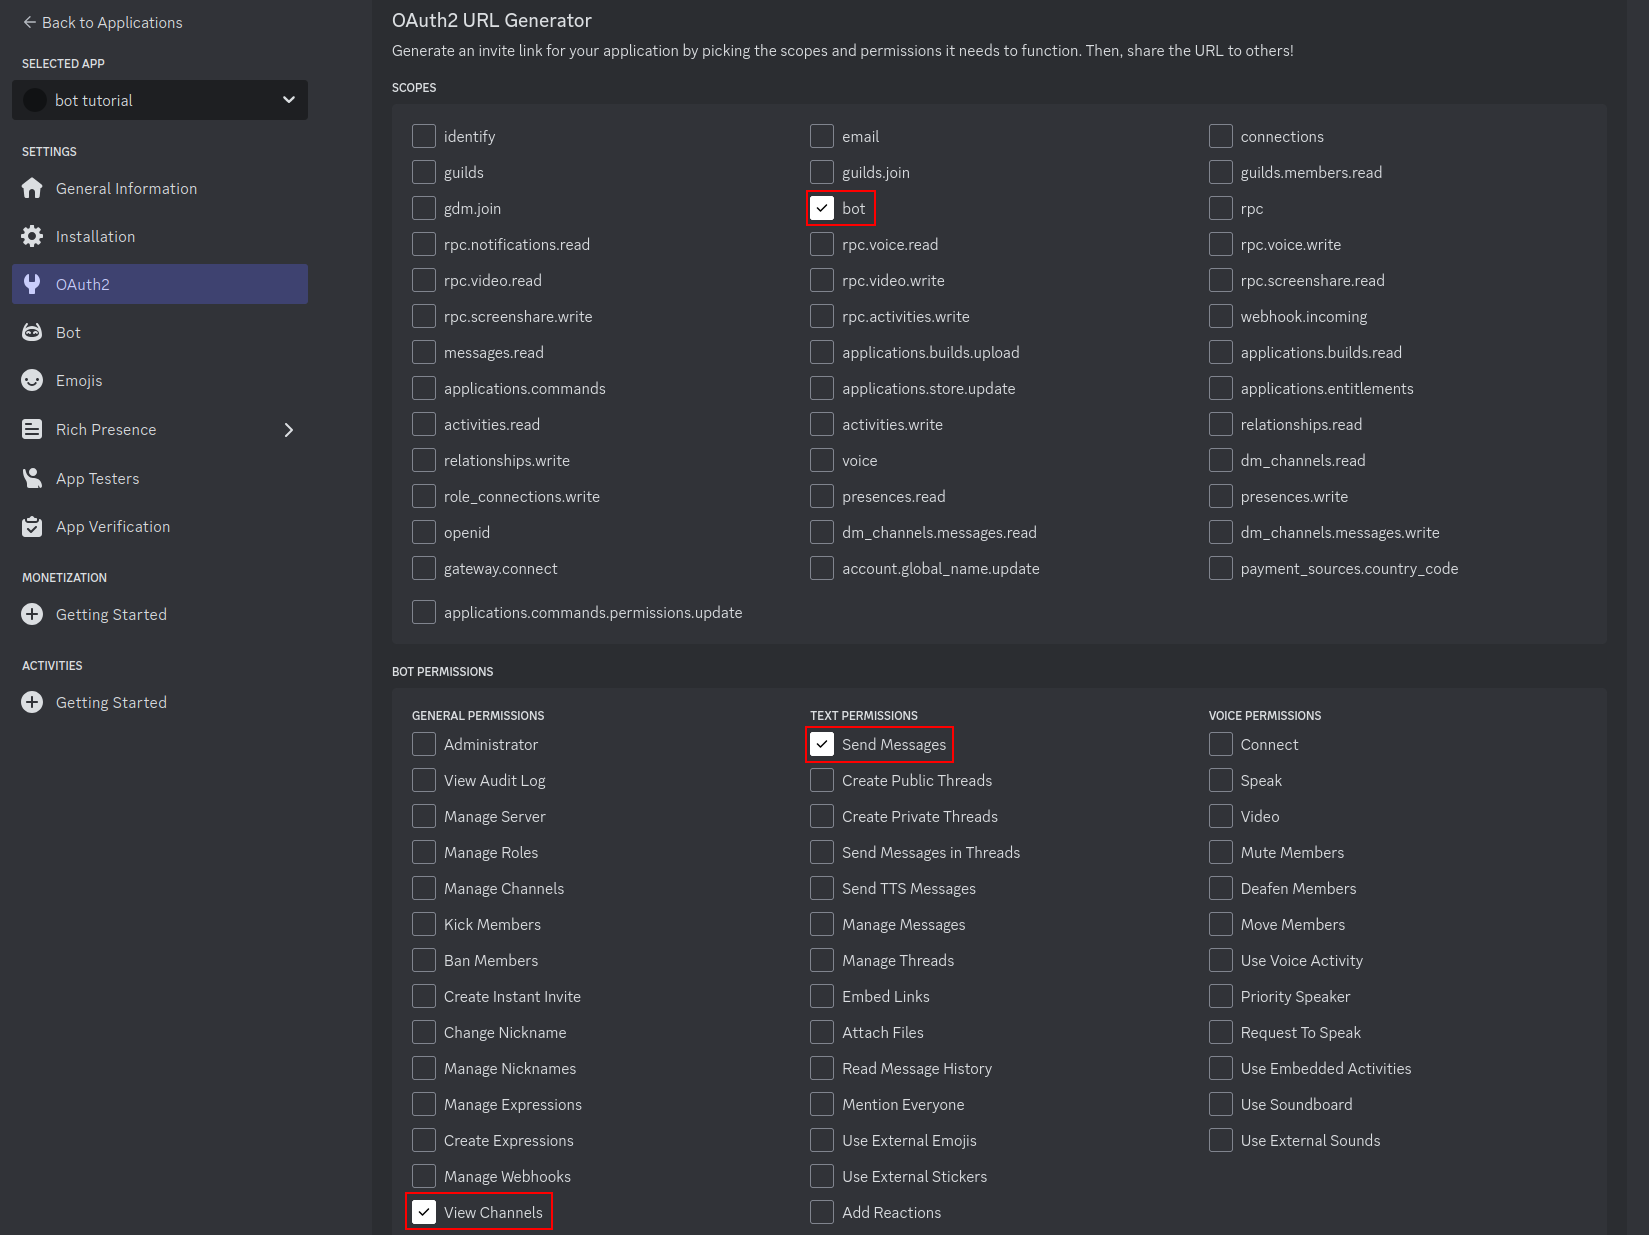 Back to Applications
SELECTED APP
bot tutorial
SETTINGS
General Information
Installation
OAuth2
Bot
Emojis
Rich Presence
App Testers
App Verification
MONETIZATION
Getting Started
ACTIVITIES
Getting Started
OAuth2 URL Generator
Generate an invite link for your application by picking the scopes and permissions it needs to function. Then, share the URL to others!
SCOPES
identify email connections
guilds guilds.join guilds.members.read
gdm.join bot rpc
rpc.notifications.read rpc.voice.read rpc.voice.write
rpc.video.read rpc.video.write rpc.screenshare.read
rpc.screenshare.write rpc.activities.write webhook.incoming
messages.read applications.builds.upload applications.builds.read
applications.commands applications.store.update applications.entitlements
activities.read activities.write relationships.read
relationships.write voice dm_channels.read
role_connections.write presences.read presences.write
openid dm_channels.messages.read dm_channels.messages.write
gateway.connect account.global_name.update payment_sources.country_code
applications.commands.permissions.update
BOT PERMISSIONS
GENERAL PERMISSIONS
Administrator
View Audit Log
Manage Server
Manage Roles
Manage Channels
Kick Members
Ban Members
Create Instant Invite
Change Nickname
Manage Nicknames
Manage Expressions
Create Expressions
Manage Webhooks
View Channels
TEXT PERMISSIONS
Send Messages
Create Public Threads
Create Private Threads
Send Messages in Threads
Send TTS Messages
Manage Messages
Manage Threads
Embed Links
Attach Files
Read Message History
Mention Everyone
Use External Emojis
Use External Stickers
Add Reactions
VOICE PERMISSIONS
Connect
Speak
Video
Mute Members
Deafen Members
Move Members
Use Voice Activity
Priority Speaker
Request To Speak
Use Embedded Activities
Use Soundboard
Use External Sounds